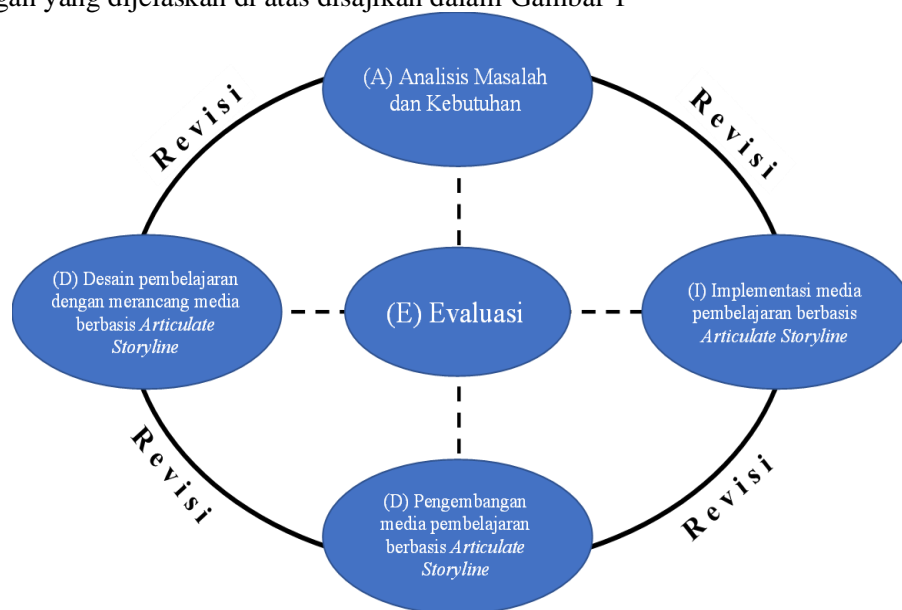 gan yang dijelaskan di atas disajikan dalam Gambar 1
(A) Analisis Masalah
dan Kebutuhan
Revisi
Revisi
(D) Desain pembelajaran
dengan merancang media
berbasis Articulate
Storyline
(E) Evaluasi
(I) Implementasi media
pembelajaran berbasis
Articulate Storyline
Revisi
Revisi
(D) Pengembangan
media pembelajaran
berbasis Articulate
Storyline